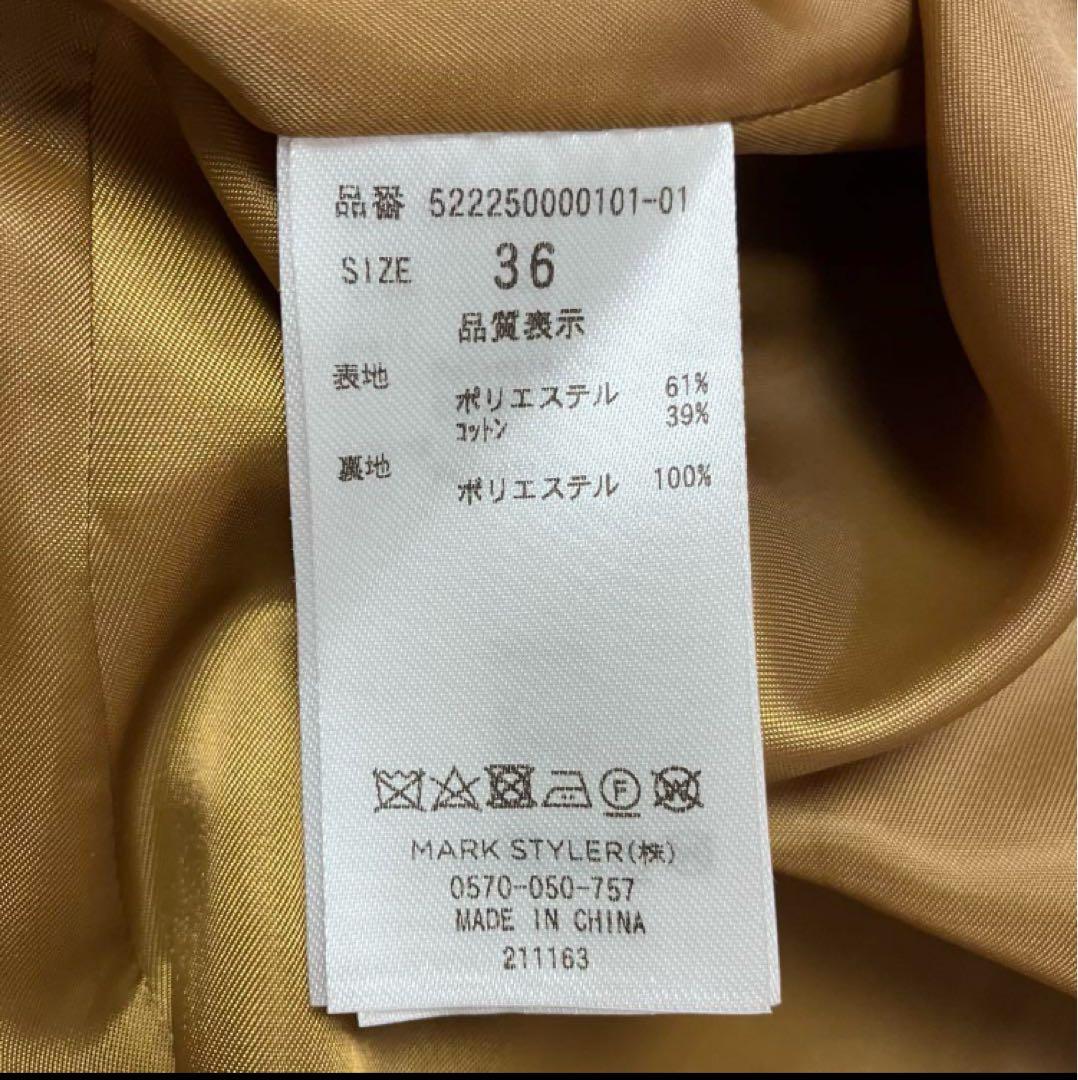 品番 522250000101-01
SIZE 36
品質表示
表地
ポリエステル 61%
コットン 39%
裏地
ポリエステル 100%
F W
MARK STYLER(株)
0570-050-757
MADE IN CHINA
211163